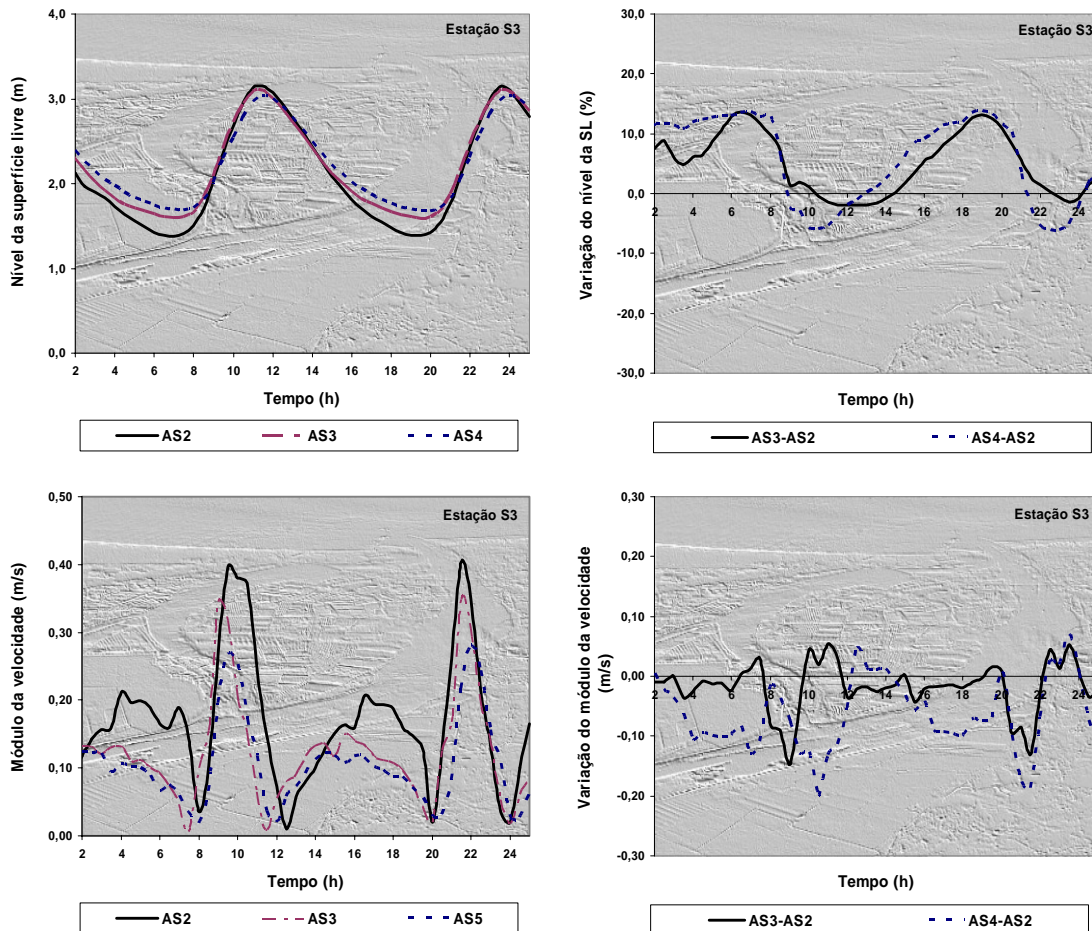 Estação S3
Nível da superfície livre (m)
4,0
3,0
2,0
1,0
0,0
2 4 6 8 10 12 14 16 18 20 22 24
Tempo (h)
AS2 AS3 AS4
Estação S3
Variação do nível da SL (%)
30,0
20,0
10,0
0,0
-10,0
-20,0
-30,0
2 4 6 8 10 12 14 16 18 20 22 24
Tempo (h)
AS3-AS2 AS4-AS2
Estação S3
Módulo da velocidade (m/s)
0,50
0,40
0,30
0,20
0,10
0,00
2 4 6 8 10 12 14 16 18 20 22 24
Tempo (h)
AS2 AS3 AS5
Estação S3
Variação do módulo da velocidade
(m/s)
0,30
0,20
0,10
0,00
-0,10
-0,20
-0,30
2 4 6 8 10 12 14 16 18 20 22 24
Tempo (h)
AS3-AS2 AS4-AS2